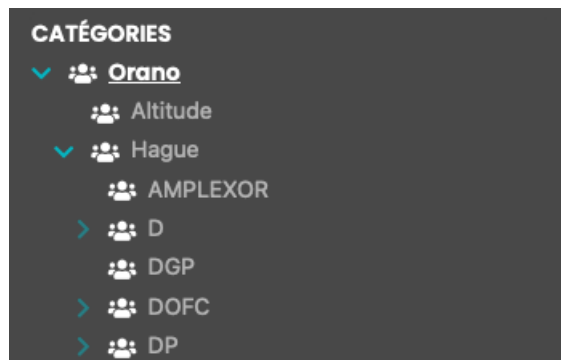 CATÉGORIES
Orano
Altitude
Hague
AMPLEXOR
D
DGP
DOFC
DP